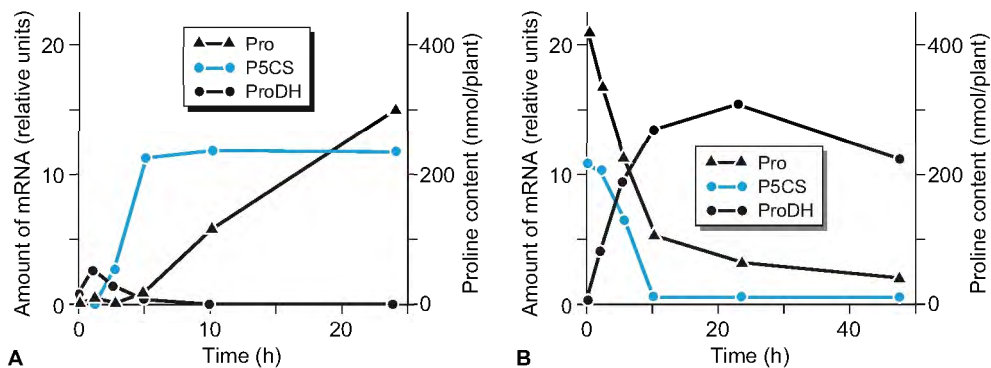 Amount of mRNA (relative units)
20
10
0
Pro
P5CS
ProDH
400
200
0
Proline content (nmol/plant)
0
10
20
Time (h)
A
Amount of mRNA (relative units)
20
10
0
Pro
P5CS
ProDH
400
200
0
Proline content (nmol/plant)
0
20
40
Time (h)
B